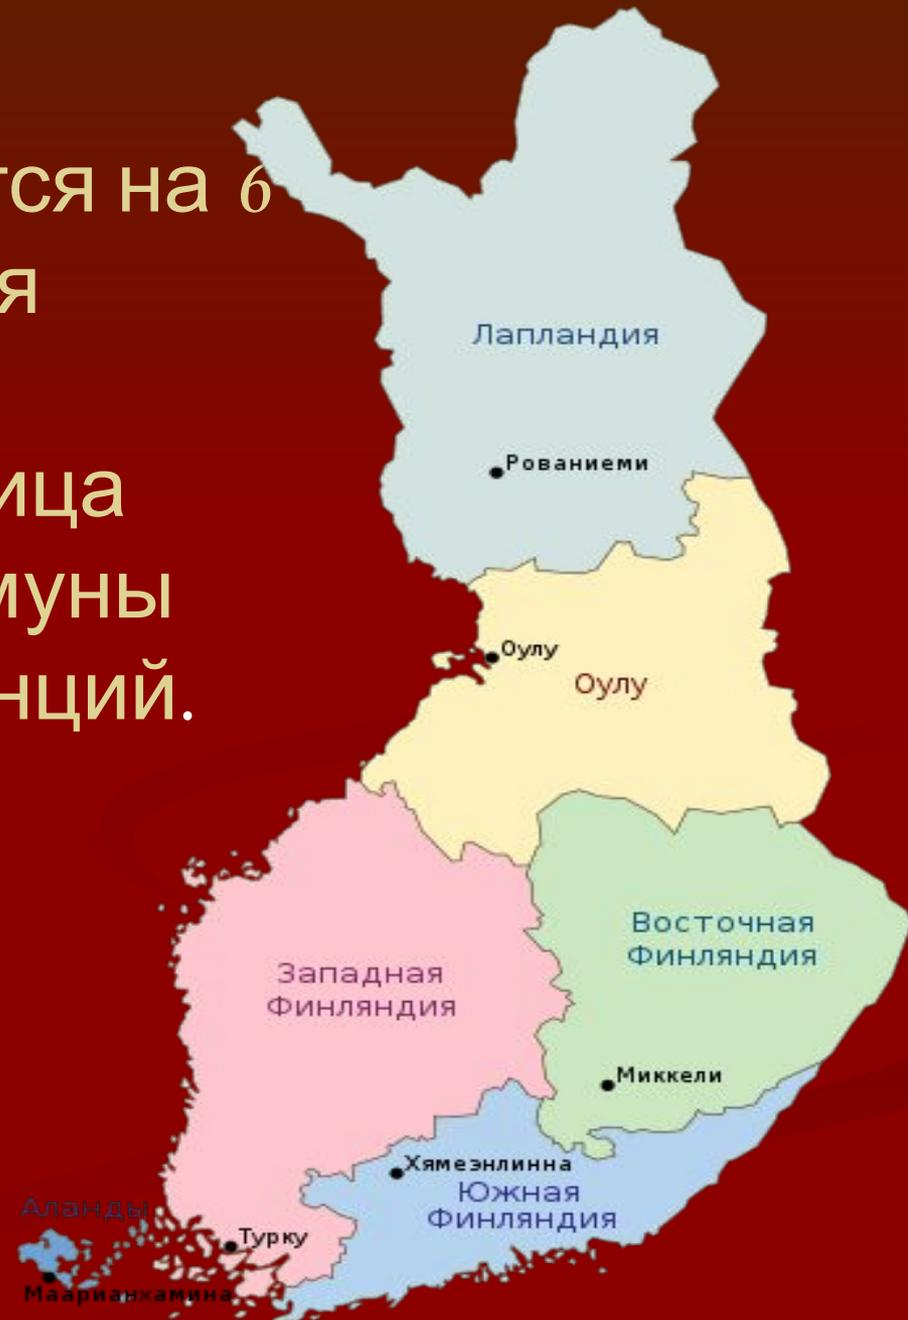 тся на 6
я
ица
муны
нций.
Лапландия
Рованиеми
Оулу
Оулу
Восточная
Финляндия
Западная
Финляндия
Миккели
Хямеэнлинна
Южная
Финляндия
Аланды
Турку
Маарианхамина